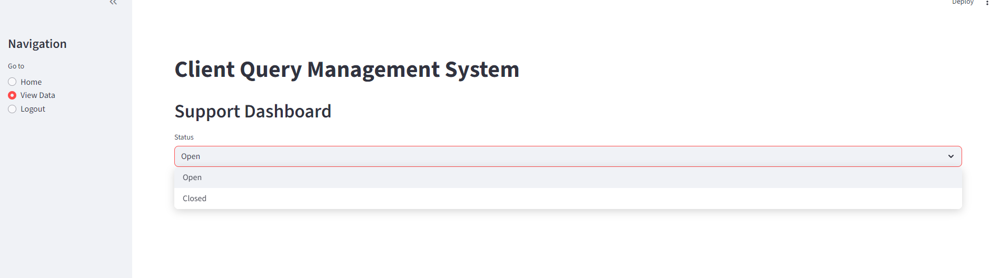 Deploy
Navigation
Go to
Home
View Data
Logout
Client Query Management System
Support Dashboard
Status
Open
Open
Closed